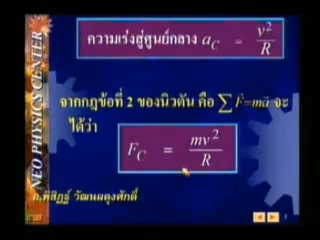 ความเร่งสู่ศูนย์กลาง a_C = v²/R
จากกฎข้อที่ 2 ของนิวตัน คือ ∑F⃗=ma⃗ จะ
ได้ว่า
F_C = mv²/R
NEO PHYSICS CENTER
อ.พิสิฏฐ์ วัฒนผดุงศักดิ์